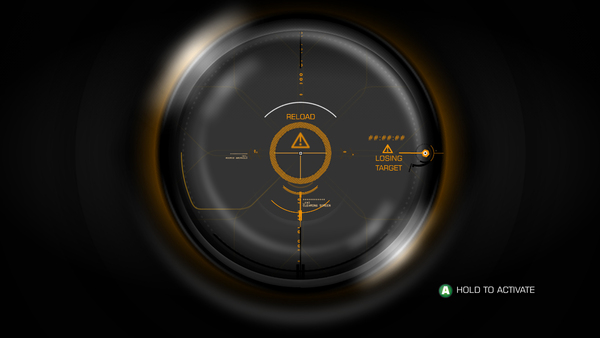 RELOAD
##:##:##
LOSING
TARGET
A HOLD TO ACTIVATE